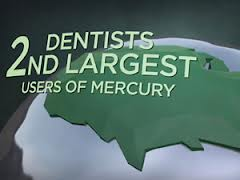 DENTISTS
2ND LARGEST
USERS OF MERCURY